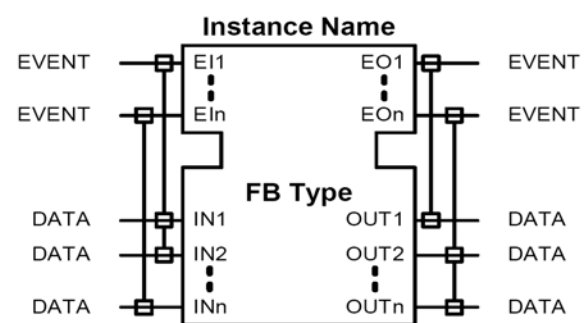 Instance Name
EVENT EI1 EO1 EVENT
EVENT EIn EOn EVENT
FB Type
DATA IN1 OUT1 DATA
DATA IN2 OUT2 DATA
DATA INn OUTn DATA